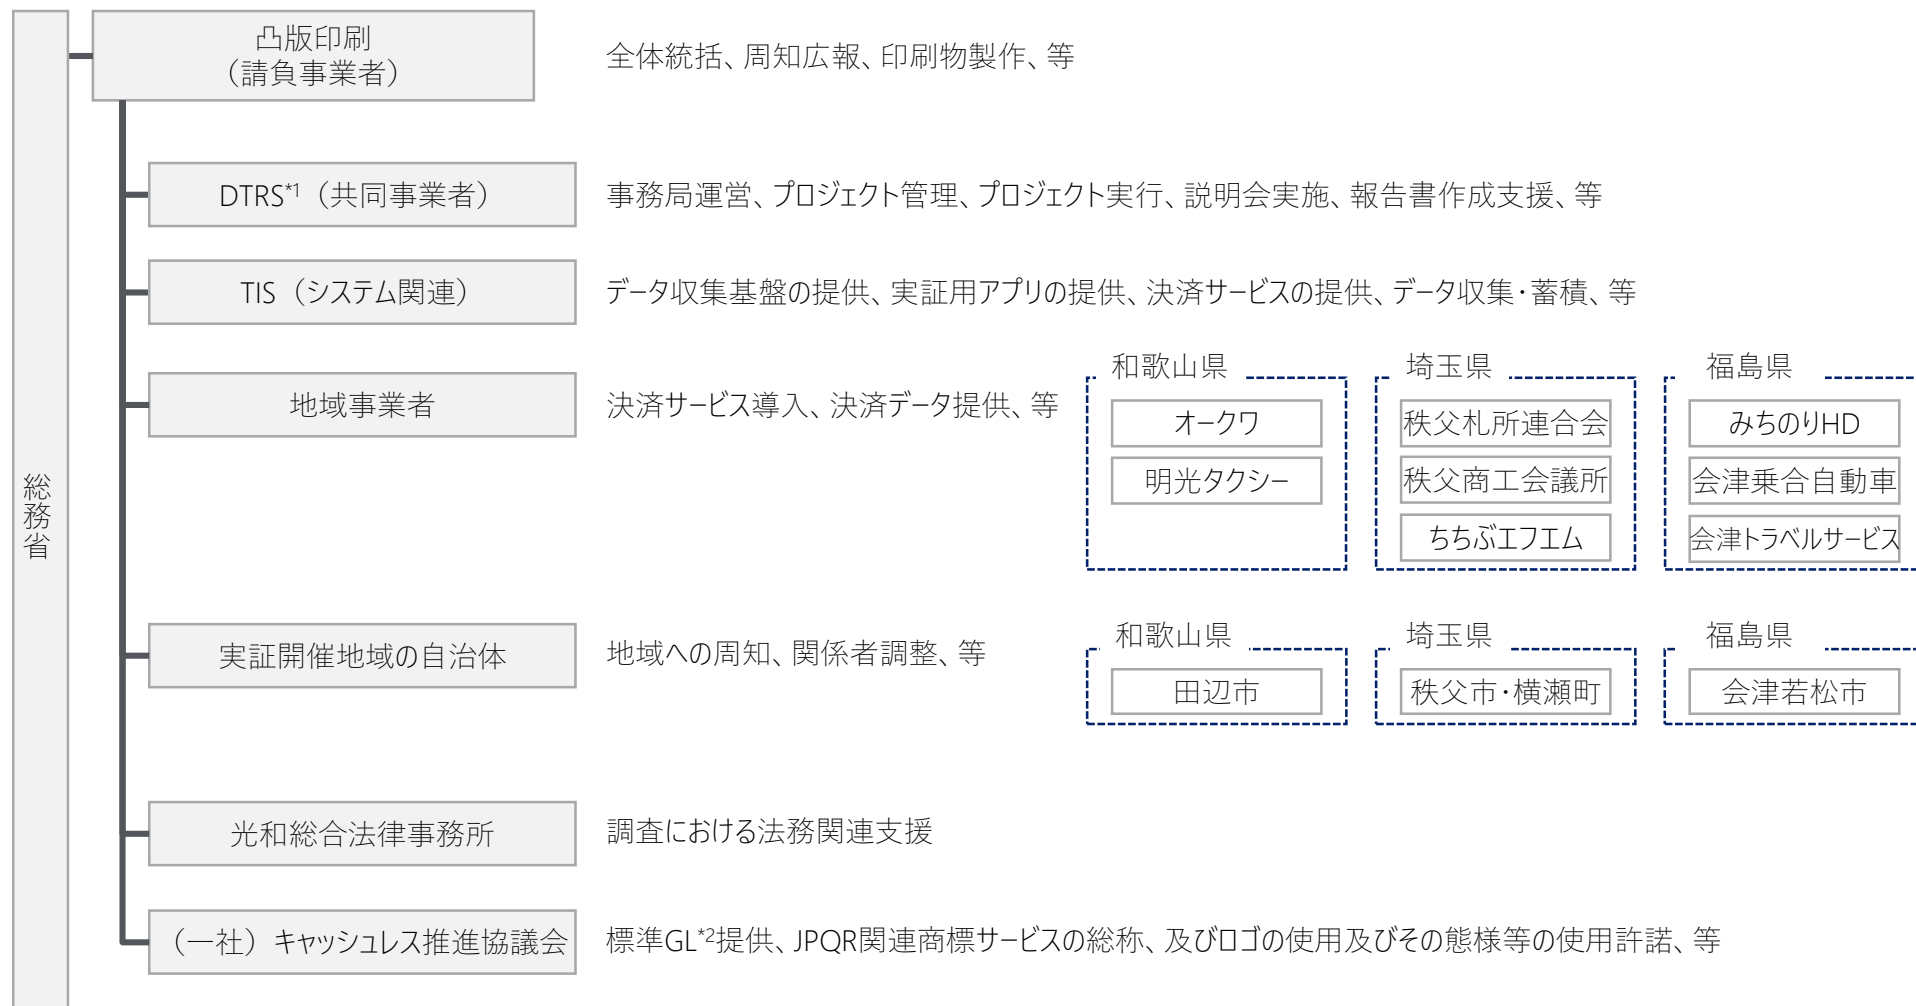 総務省
凸版印刷
（請負事業者）
全体統括、周知広報、印刷物製作、等
DTRS*1（共同事業者）
事務局運営、プロジェクト管理、プロジェクト実行、説明会実施、報告書作成支援、等
TIS（システム関連）
データ収集基盤の提供、実証用アプリの提供、決済サービスの提供、データ収集・蓄積、等
地域事業者
決済サービス導入、決済データ提供、等
和歌山県
オークワ
明光タクシー
埼玉県
秩父札所連合会
秩父商工会議所
ちちぶエフエム
福島県
みちのりHD
会津乗合自動車
会津トラベルサービス
実証開催地域の自治体
地域への周知、関係者調整、等
和歌山県
田辺市
埼玉県
秩父市・横瀬町
福島県
会津若松市
光和総合法律事務所
調査における法務関連支援
（一社）キャッシュレス推進協議会
標準GL*2提供、JPQR関連商標サービスの総称、及びロゴの使用及びその態様等の使用許諾、等